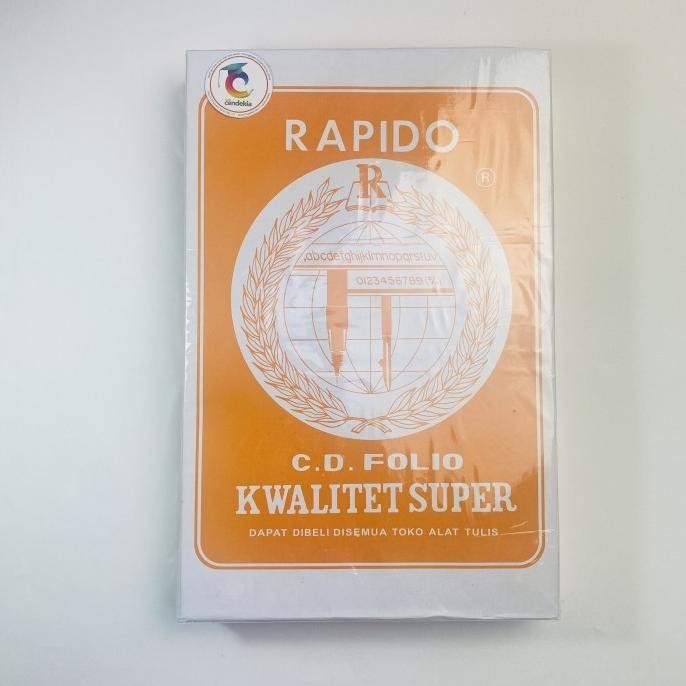 cendekia
RAPIDO
R
®
abcdefghijklmnopqrstuv
0123456789(%)
C.D. FOLIO
KWALITET SUPER
DAPAT DIBELI DISEMUA TOKO ALAT TULIS